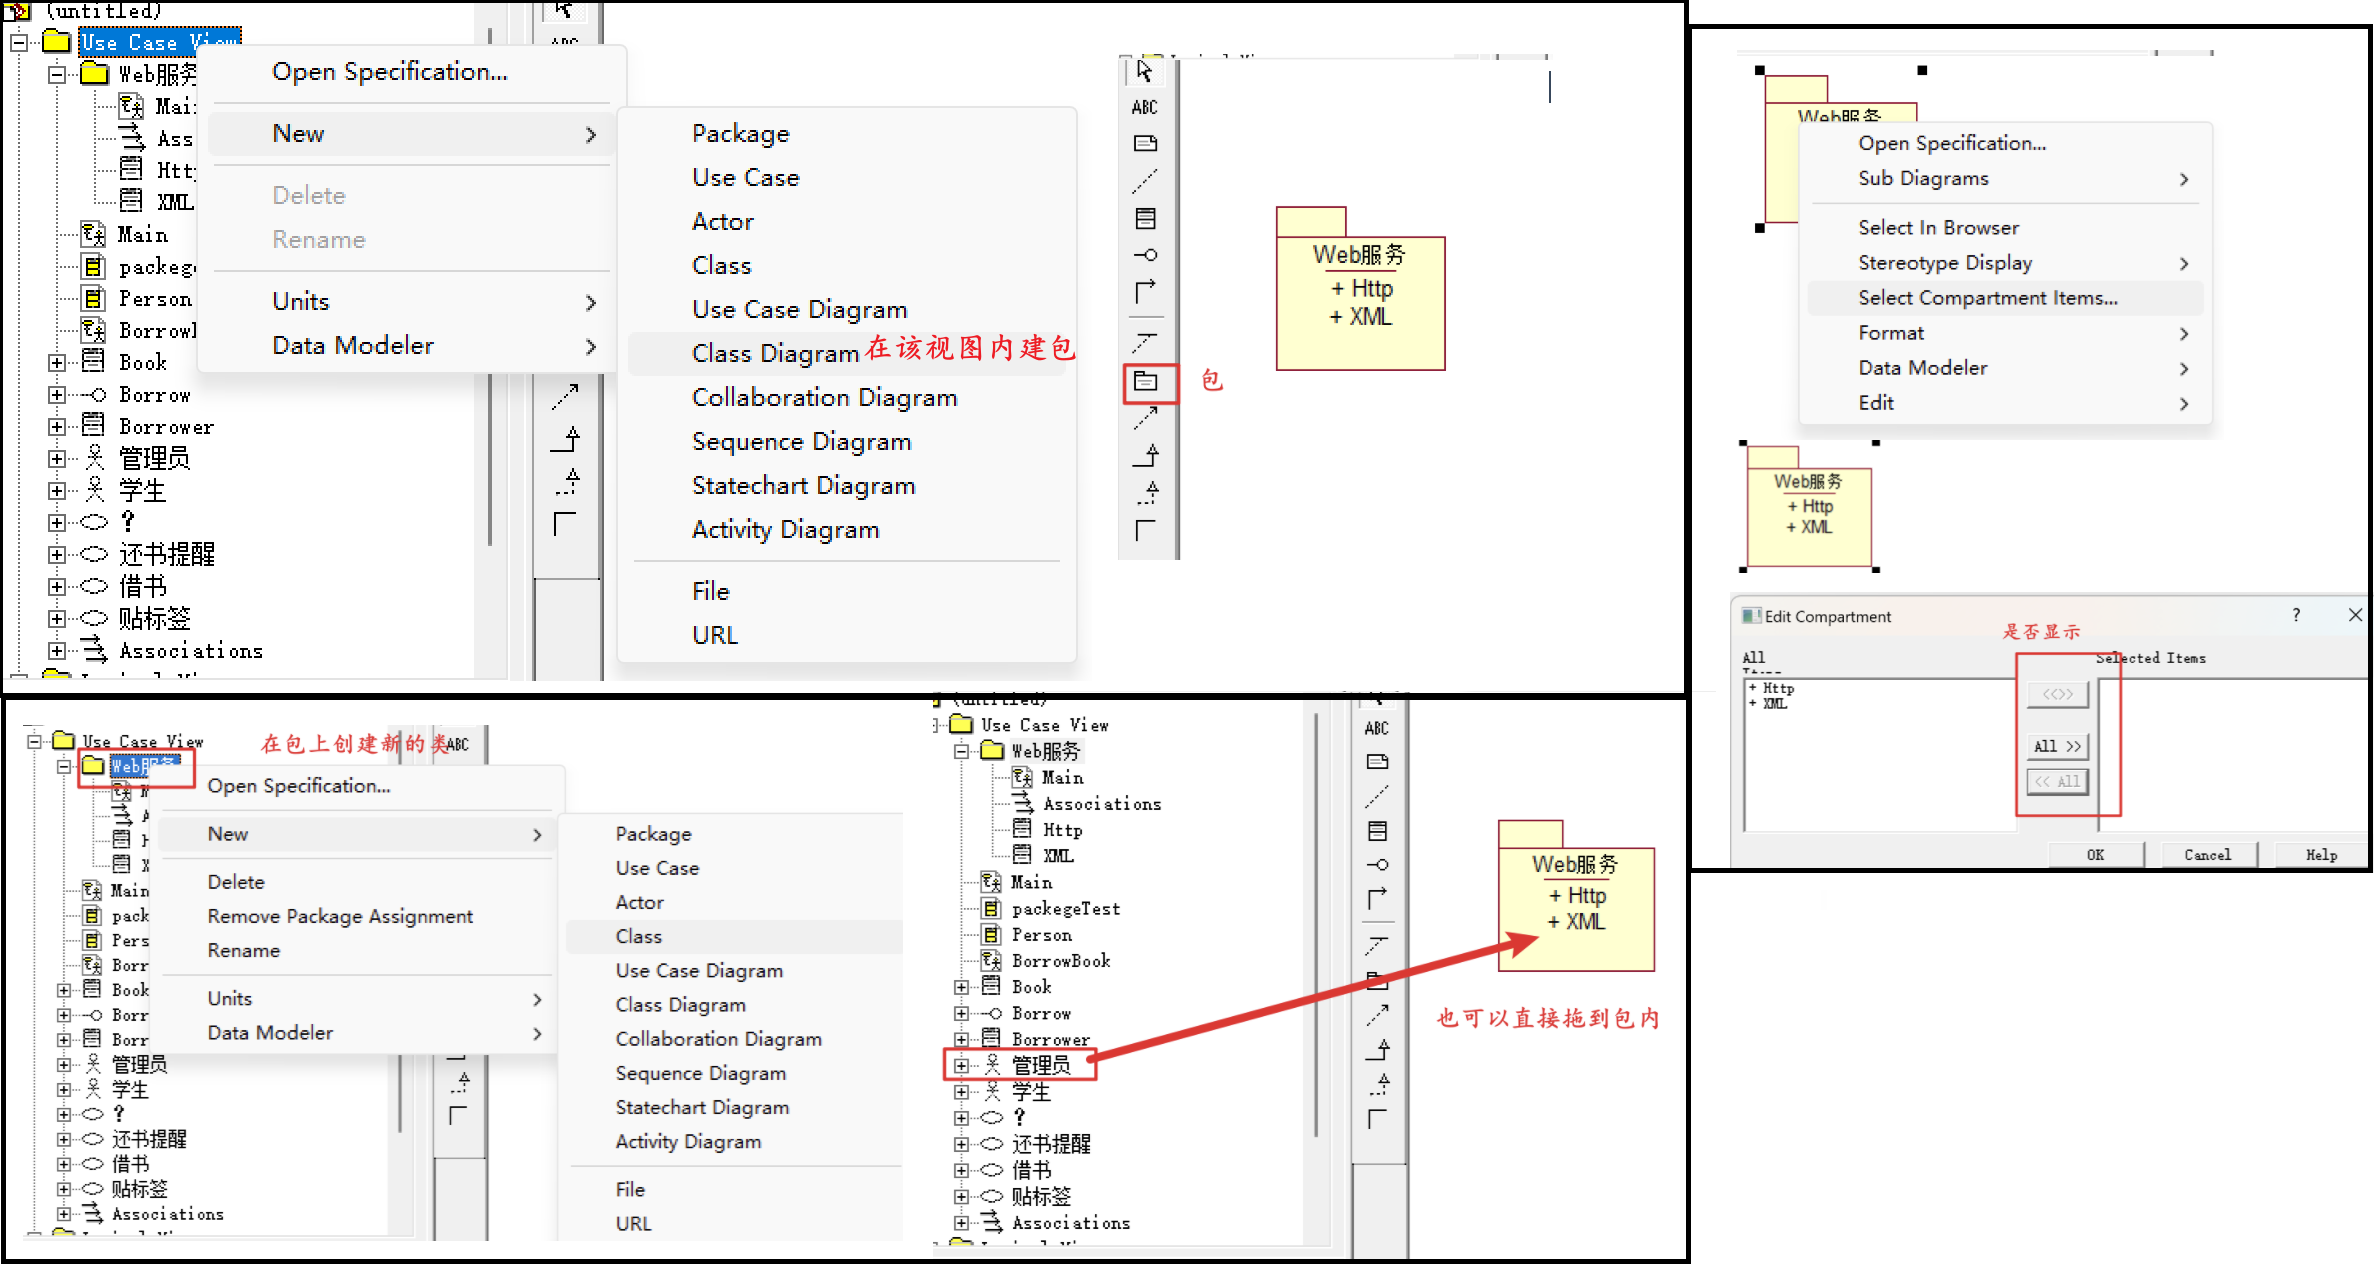 (untitled)
Use Case View
Web服务
Mai
Ass
Htt
XML
Main
packege
Person
Borrow
Book
Borrow
Borrower
管理员
学生
?
还书提醒
借书
贴标签
Associations
Open Specification...
New
Delete
Rename
Units
Data Modeler
Package
Use Case
Actor
Class
Use Case Diagram
Class Diagram
在该视图内建包
Collaboration Diagram
Sequence Diagram
Statechart Diagram
Activity Diagram
File
URL
ABC
包
Web服务
+ Http
+ XML
Web服务
Open Specification...
Sub Diagrams
Select In Browser
Stereotype Display
Select Compartment Items...
Format
Data Modeler
Edit
Web服务
+ Http
+ XML
Edit Compartment
?
是否显示
All
Selected Items
+ Http
+ XML
<<>>
All >>
<< All
OK
Cancel
Help
Use Case View
在包上创建新的类
ABC
Web服务
Main
pack
Pers
Borr
Book
Borr
Borr
管理员
学生
?
还书提醒
借书
贴标签
Associations
Open Specification...
New
Delete
Remove Package Assignment
Rename
Units
Data Modeler
Package
Use Case
Actor
Class
Use Case Diagram
Class Diagram
Collaboration Diagram
Sequence Diagram
Statechart Diagram
Activity Diagram
File
URL
(untitled)
Use Case View
Web服务
Main
Associations
Http
XML
Main
packegeTest
Person
BorrowBook
Book
Borrow
Borrower
管理员
学生
?
还书提醒
借书
贴标签
Associations
ABC
Web服务
+ Http
+ XML
也可以直接拖到包内